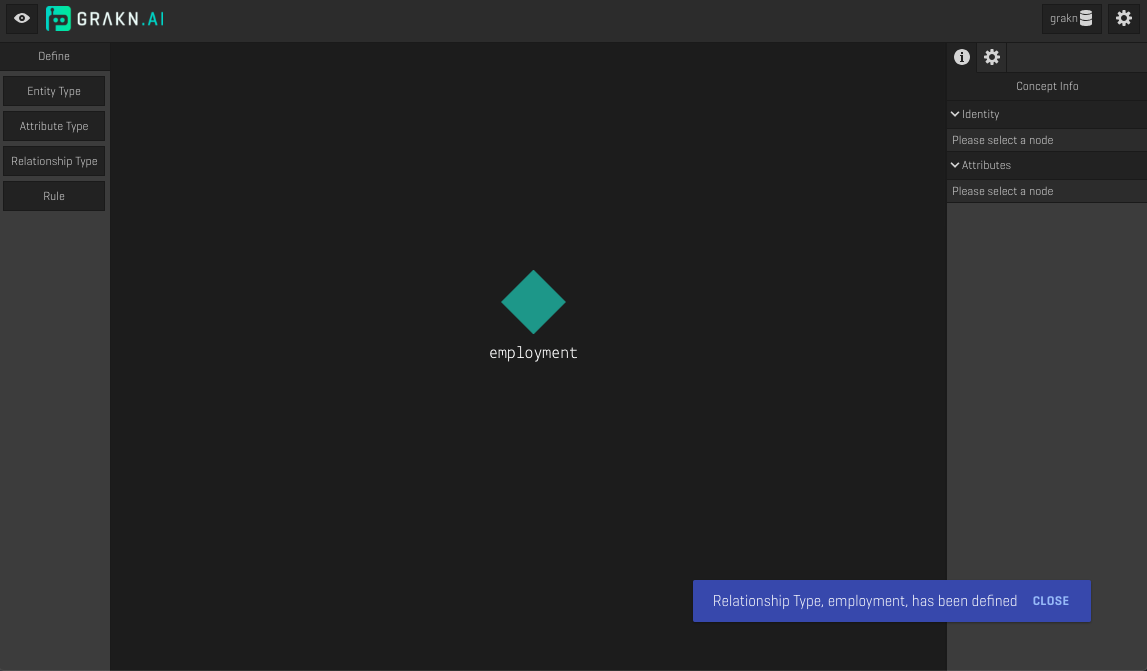 GRAKN.AI
grakn
Define
Entity Type
Attribute Type
Relationship Type
Rule
employment
Concept Info
Identity
Please select a node
Attributes
Please select a node
Relationship Type, employment, has been defined CLOSE